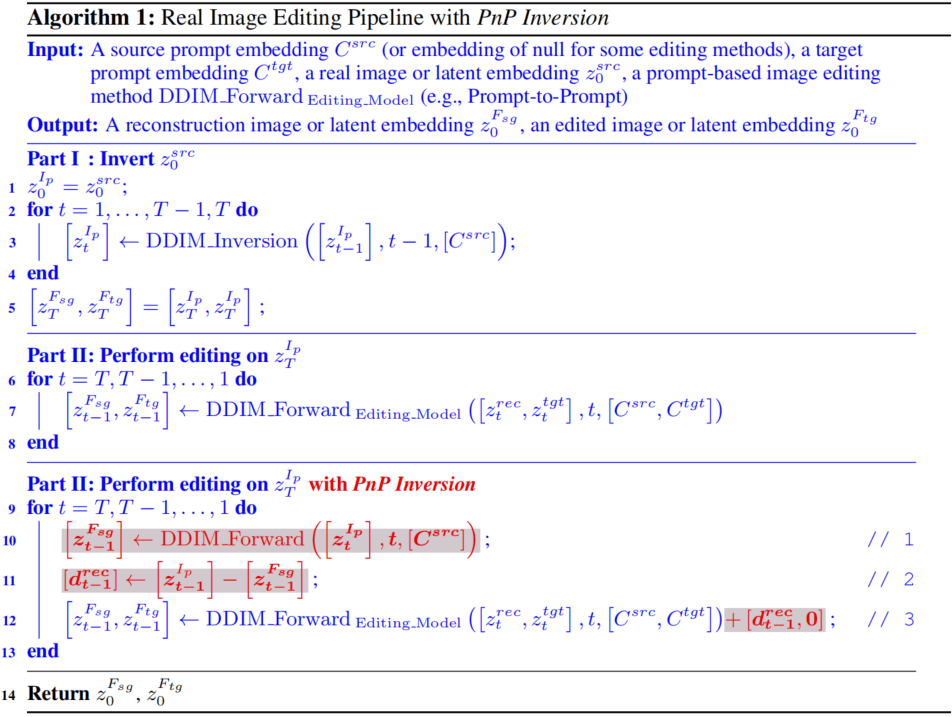 Algorithm 1: Real Image Editing Pipeline with PnP Inversion
Input: A source prompt embedding $C^{src}$ (or embedding of null for some editing methods), a target
prompt embedding $C^{tgt}$, a real image or latent embedding $z_0^{src}$, a prompt-based image editing
method DDIM_Forward $_{\text{Editing\_Model}}$ (e.g., Prompt-to-Prompt)
Output: A reconstruction image or latent embedding $z_0^{F_{sg}}$, an edited image or latent embedding $z_0^{F_{tg}}$
Part I : Invert $z_0^{src}$
1 $z_0^{I_p} = z_0^{src}$;
2 for $t = 1, \ldots, T-1, T$ do
3 $\left[z_t^{I_p}\right] \leftarrow$ DDIM_Inversion $\left(\left[z_{t-1}^{I_p}\right], t-1, [C^{src}]\right)$;
4 end
5 $\left[z_T^{F_{sg}}, z_T^{F_{tg}}\right] = \left[z_T^{I_p}, z_T^{I_p}\right]$ ;
Part II: Perform editing on $z_T^{I_p}$
6 for $t = T, T-1, \ldots, 1$ do
7 $\left[z_{t-1}^{F_{sg}}, z_{t-1}^{F_{tg}}\right] \leftarrow$ DDIM_Forward $_{\text{Editing\_Model}}$ $\left(\left[z_t^{rec}, z_t^{tgt}\right], t, \left[C^{src}, C^{tgt}\right]\right)$
8 end
Part II: Perform editing on $z_T^{I_p}$ with PnP Inversion
9 for $t = T, T-1, \ldots, 1$ do
10 $\left[z_{t-1}^{F_{sg}}\right] \leftarrow$ DDIM_Forward $\left(\left[z_t^{I_p}\right], t, [C^{src}]\right)$ ; // 1
11 $\left[d_{t-1}^{rec}\right] \leftarrow \left[z_{t-1}^{I_p}\right] - \left[z_{t-1}^{F_{sg}}\right]$ ; // 2
12 $\left[z_{t-1}^{F_{sg}}, z_{t-1}^{F_{tg}}\right] \leftarrow$ DDIM_Forward $_{\text{Editing\_Model}}$ $\left(\left[z_t^{rec}, z_t^{tgt}\right], t, \left[C^{src}, C^{tgt}\right]\right) + \left[d_{t-1}^{rec}, 0\right]$ ; // 3
13 end
14 Return $z_0^{F_{sg}}, z_0^{F_{tg}}$